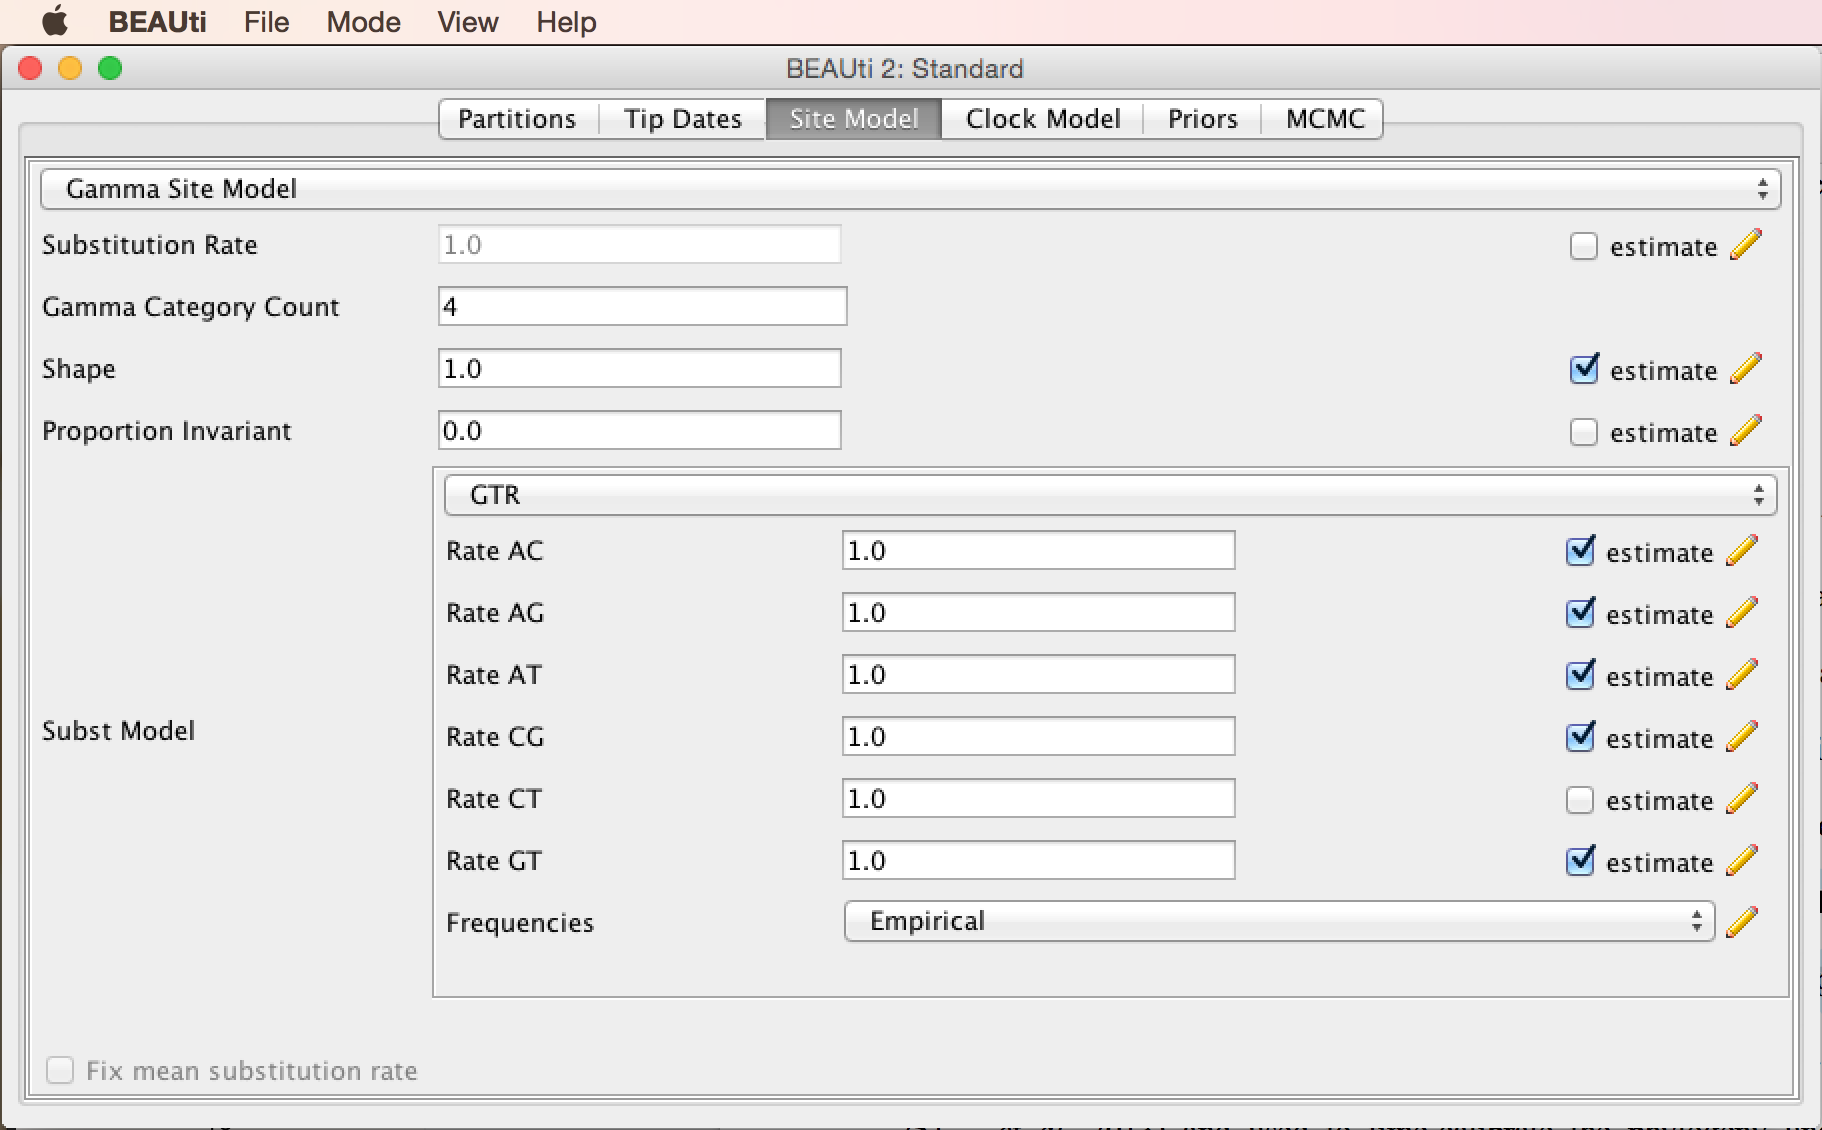 BEAUti File Mode View Help
BEAUti 2: Standard
Partitions Tip Dates Site Model Clock Model Priors MCMC
Gamma Site Model
Substitution Rate 1.0 estimate
Gamma Category Count 4
Shape 1.0 estimate
Proportion Invariant 0.0 estimate
GTR
Rate AC 1.0 estimate
Rate AG 1.0 estimate
Rate AT 1.0 estimate
Subst Model
Rate CG 1.0 estimate
Rate CT 1.0 estimate
Rate GT 1.0 estimate
Frequencies Empirical
Fix mean substitution rate